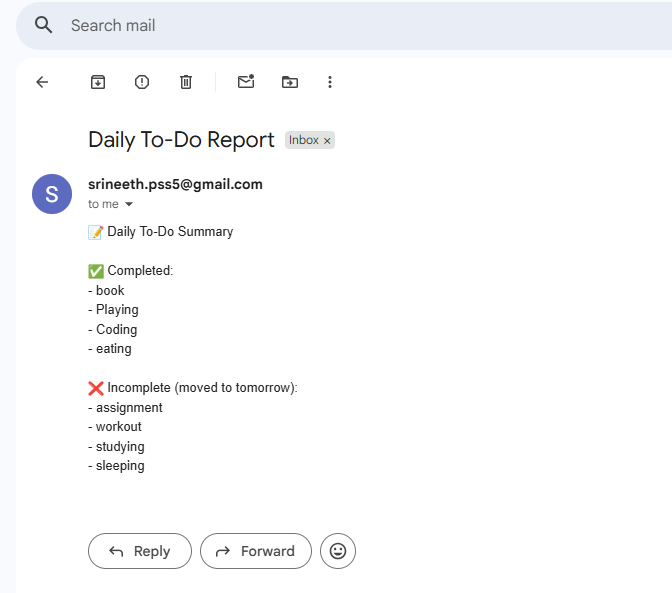 Search mail
Daily To-Do Report Inbox ×
S
srineeth.pss5@gmail.com
to me
📝 Daily To-Do Summary
✅ Completed:
- book
- Playing
- Coding
- eating
❌ Incomplete (moved to tomorrow):
- assignment
- workout
- studying
- sleeping
Reply Forward